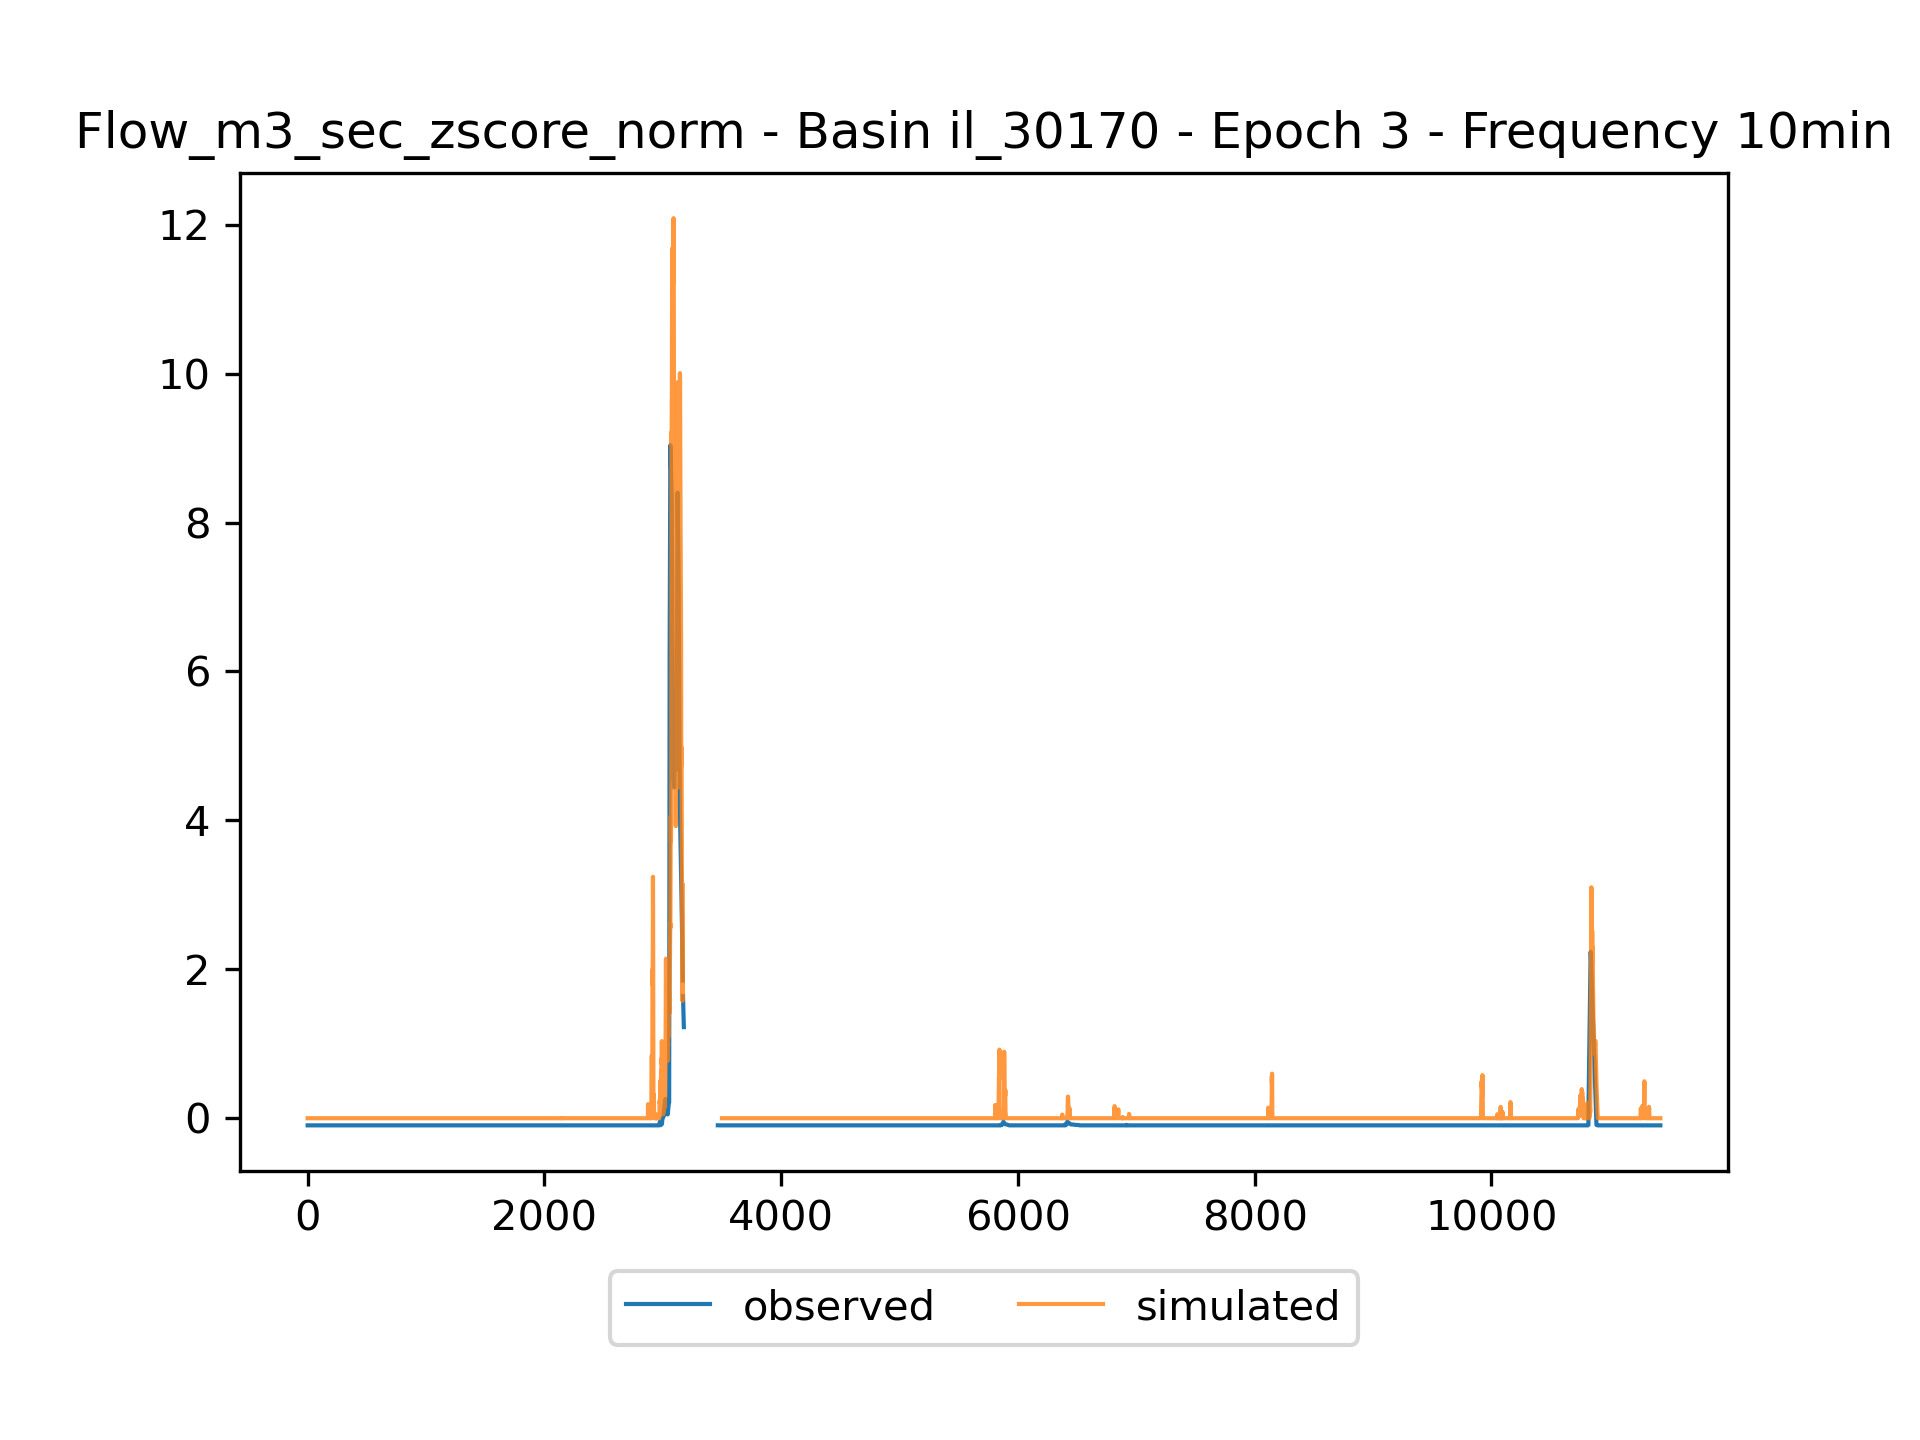 Flow_m3_sec_zscore_norm - Basin il_30170 - Epoch 3 - Frequency 10min
12
10
8
6
4
2
0
0 2000 4000 6000 8000 10000
observed simulated